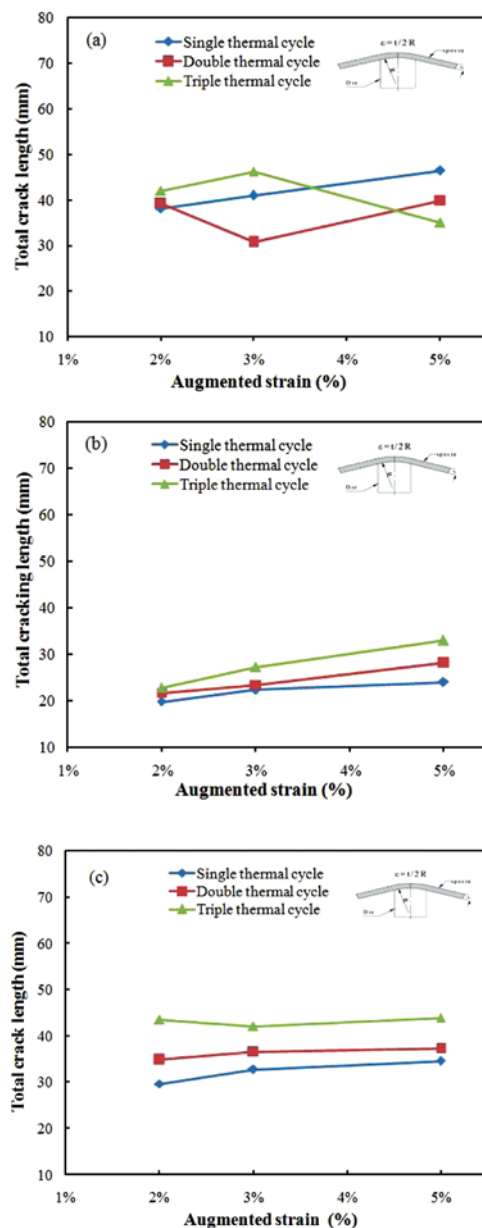 (a)
Single thermal cycle
Double thermal cycle
Triple thermal cycle
ε = t/2 R
R
Total crack length (mm)
80
70
60
50
40
30
20
10
1% 2% 3% 4% 5%
Augmented strain (%)
(b)
Single thermal cycle
Double thermal cycle
Triple thermal cycle
ε = t/2 R
R
Total cracking length (mm)
80
70
60
50
40
30
20
10
1% 2% 3% 4% 5%
Augmented strain (%)
(c)
Single thermal cycle
Double thermal cycle
Triple thermal cycle
ε = t/2 R
R
Total crack length (mm)
80
70
60
50
40
30
20
10
1% 2% 3% 4% 5%
Augmented strain (%)